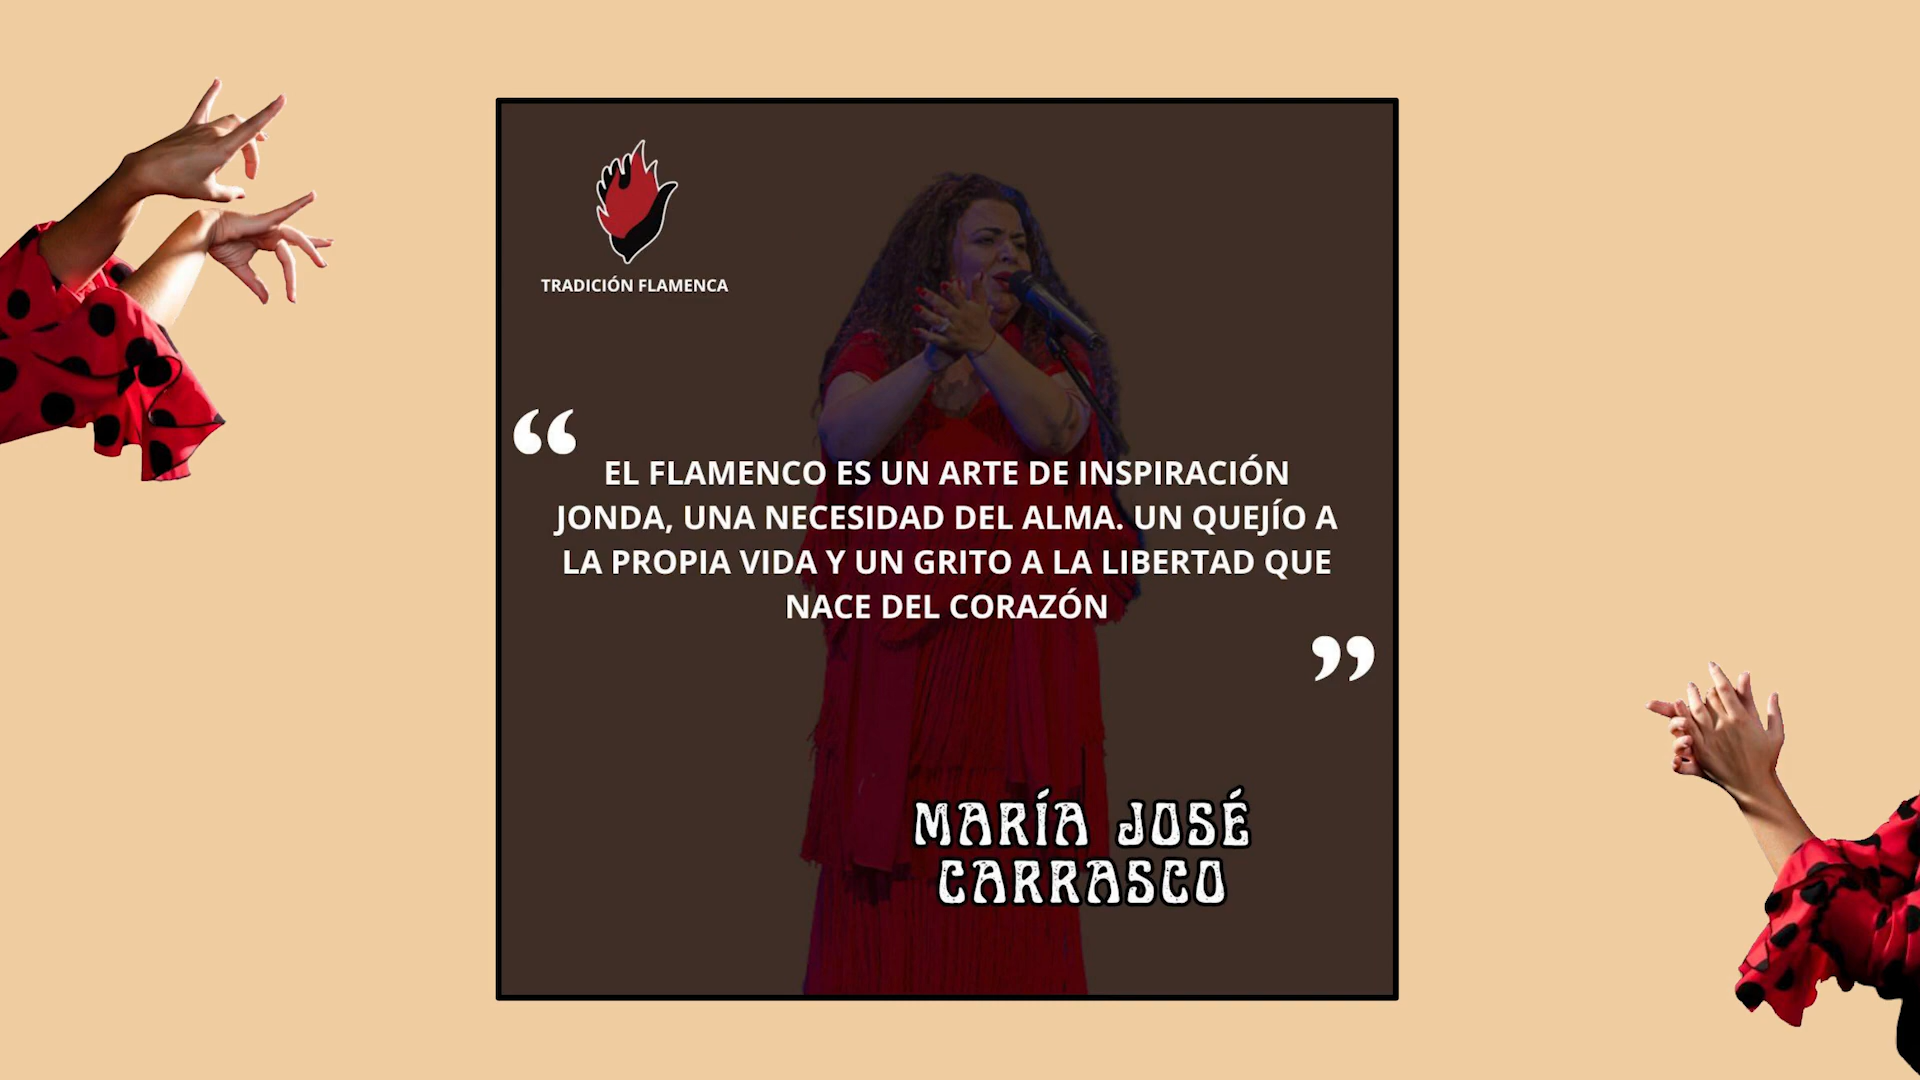 TRADICIÓN FLAMENCA
“
EL FLAMENCO ES UN ARTE DE INSPIRACIÓN
JONDA, UNA NECESIDAD DEL ALMA. UN QUEJÍO A
LA PROPIA VIDA Y UN GRITO A LA LIBERTAD QUE
NACE DEL CORAZÓN
”
MARÍA JOSÉ
CARRASCO